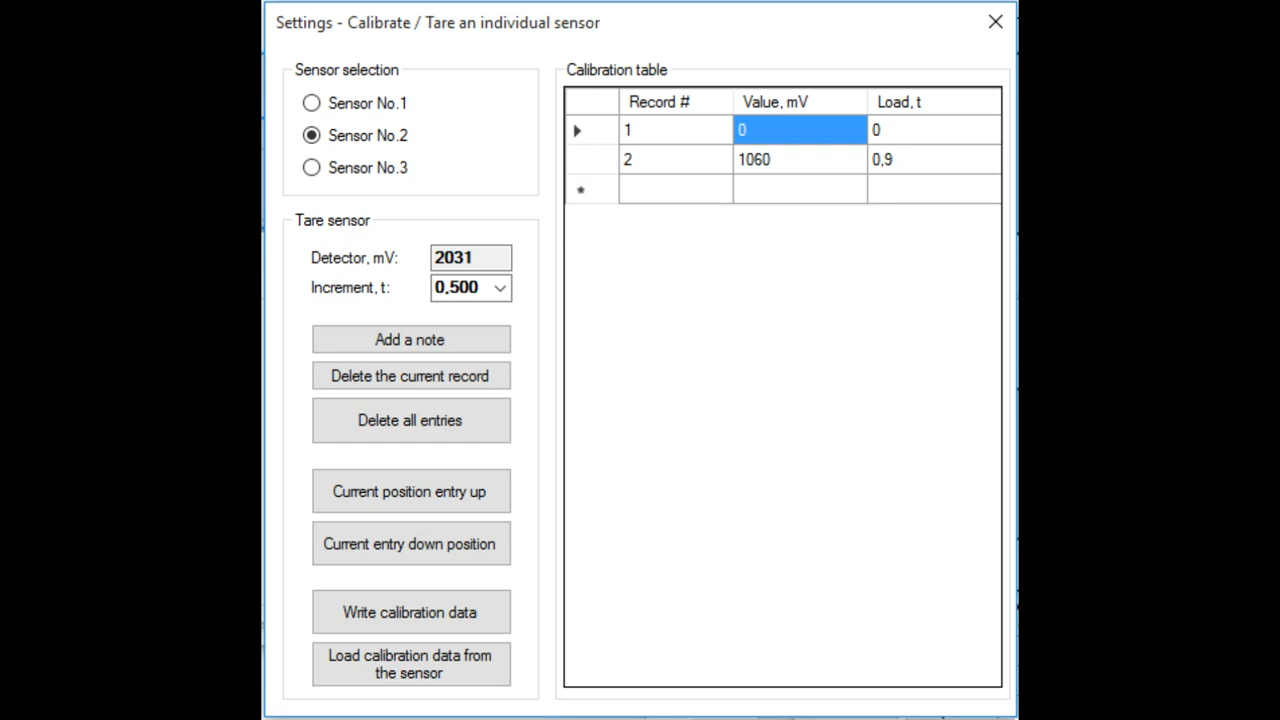 Settings - Calibrate / Tare an individual sensor
Sensor selection
Sensor No.1
Sensor No.2
Sensor No.3
Tare sensor
Detector, mV: 2031
Increment, t: 0,500
Add a note
Delete the current record
Delete all entries
Current position entry up
Current entry down position
Write calibration data
Load calibration data from
the sensor
Calibration table
Record # Value, mV Load, t
1 0 0
2 1060 0,9
*